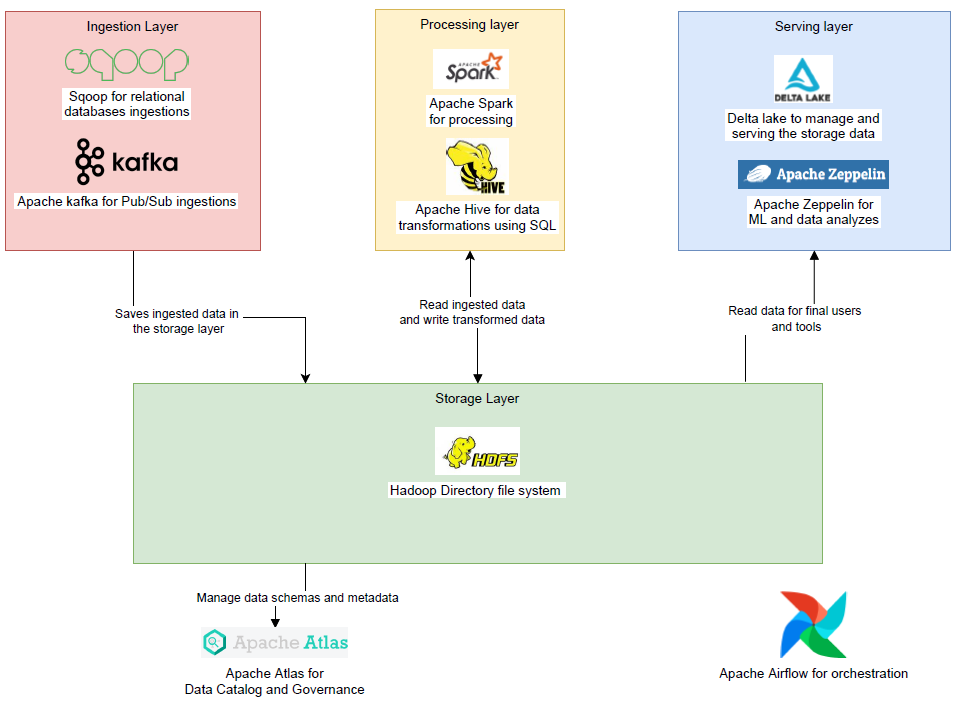 Ingestion Layer
sqoop
Sqoop for relational
databases ingestions
kafka
Apache kafka for Pub/Sub ingestions
Processing layer
APACHE
Spark
Apache Spark
for processing
HIVE
Apache Hive for data
transformations using SQL
Serving layer
DELTA LAKE
Delta lake to manage and
serving the storage data
Apache Zeppelin
Apache Zeppelin for
ML and data analyzes
Saves ingested data in
the storage layer
Read ingested data
and write transformed data
Read data for final users
and tools
Storage Layer
HDFS
Hadoop Directory file system
Manage data schemas and metadata
Apache Atlas
Apache Atlas for
Data Catalog and Governance
Apache Airflow for orchestration